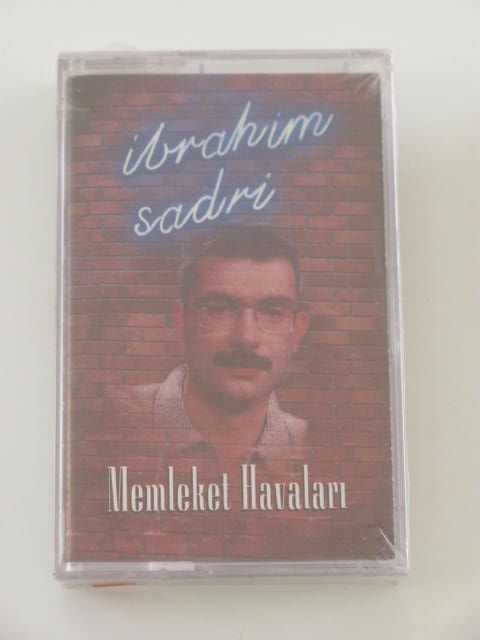 ibrahim
sadri
Memleket Havaları